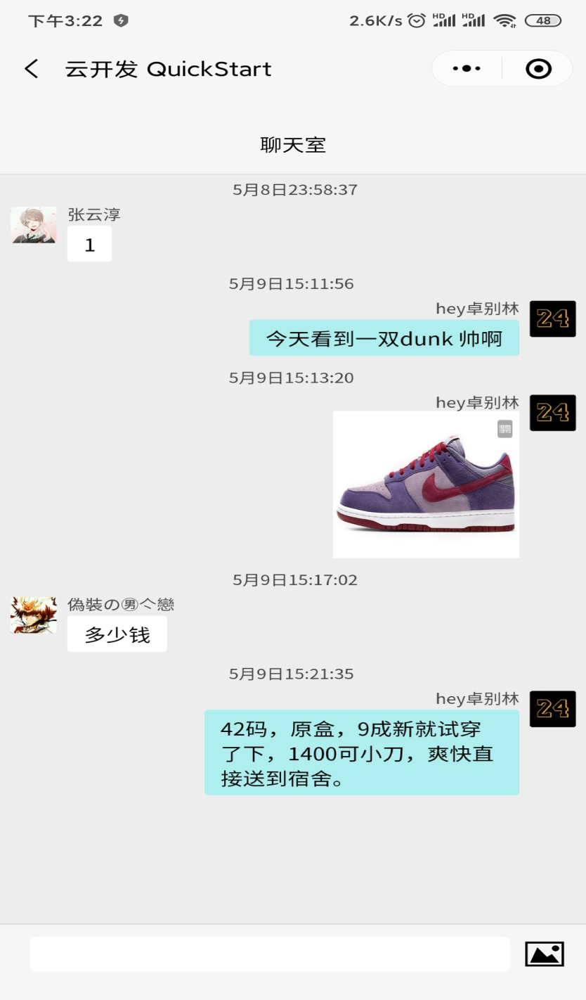 下午3:22
2.6K/s HD HD 48
云开发 QuickStart
聊天室
5月8日23:58:37
张云淳
1
5月9日15:11:56
hey卓别林
24
今天看到一双dunk 帅啊
5月9日15:13:20
hey卓别林
24
得物
5月9日15:17:02
偽裝の㊚亽戀
多少钱
5月9日15:21:35
hey卓别林
24
42码，原盒，9成新就试穿
了下，1400可小刀，爽快直
接送到宿舍。